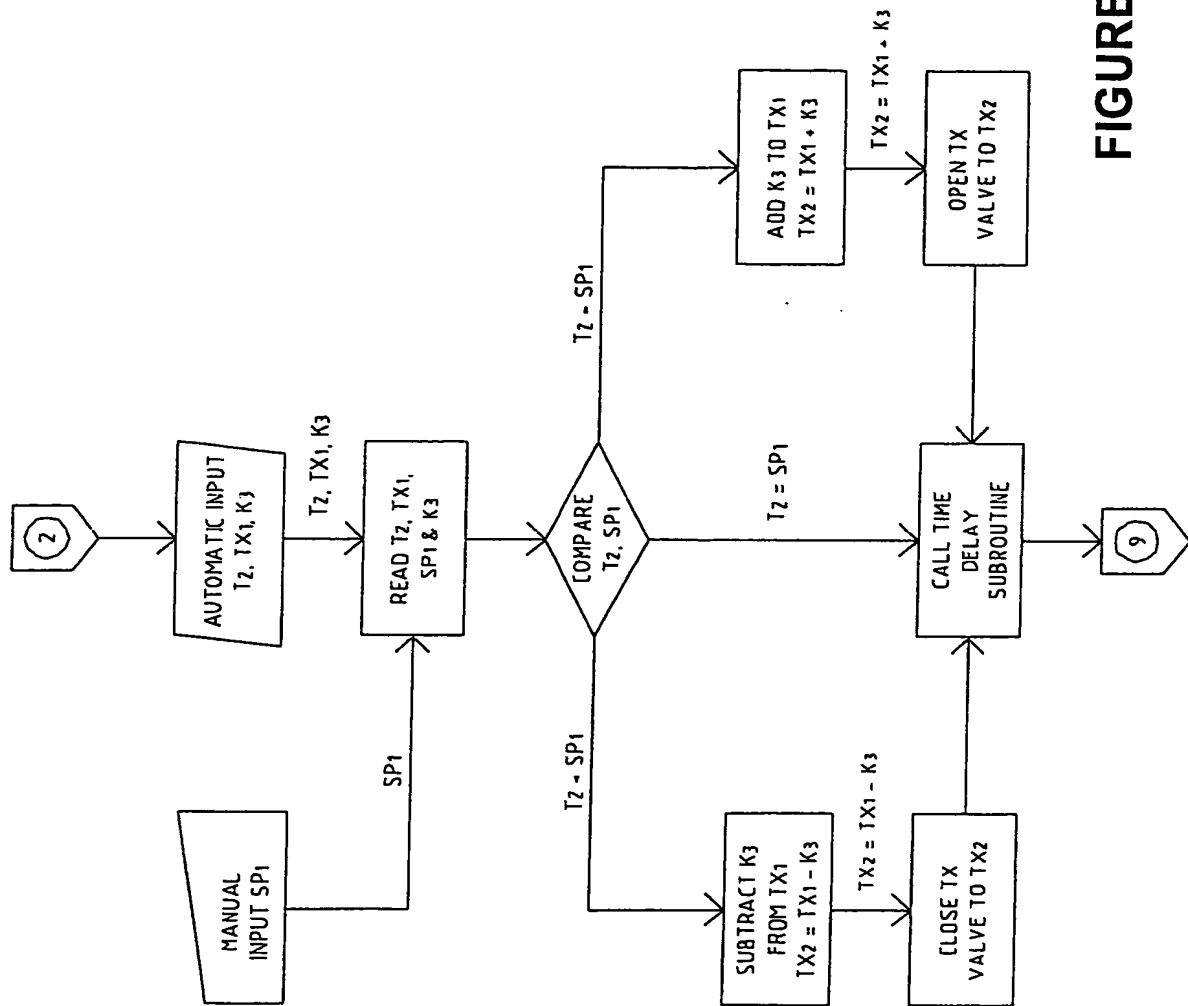 2
AUTOMATIC INPUT
T2, TX1, K3
T2, TX1, K3
MANUAL
INPUT SP1
SP1
READ T2, TX1,
SP1 & K3
COMPARE
T2, SP1
T2 - SP1
T2 = SP1
T2 - SP1
SUBTRACT K3
FROM TX1
TX2 = TX1 - K3
TX2 = TX1 - K3
CLOSE TX
VALVE TO TX2
ADD K3 TO TX1
TX2 = TX1 + K3
TX2 = TX1 + K3
OPEN TX
VALVE TO TX2
CALL TIME
DELAY
SUBROUTINE
9
FIGURE